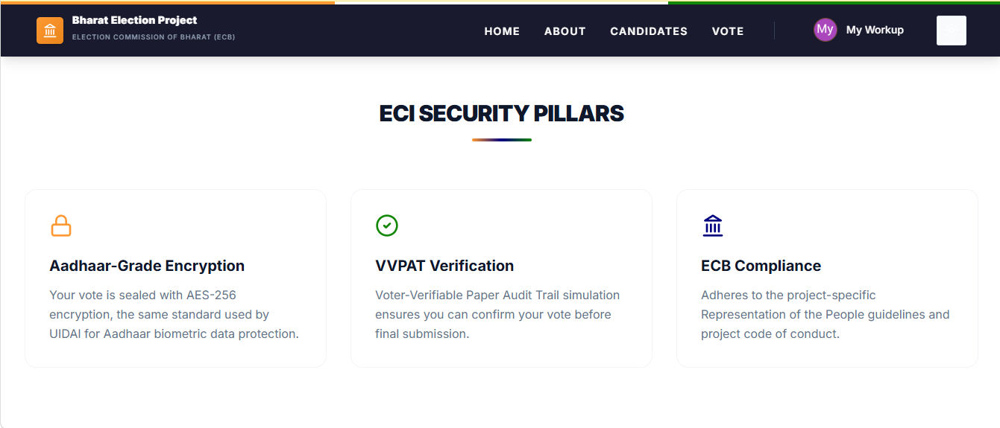 Bharat Election Project
ELECTION COMMISSION OF BHARAT (ECB)
HOME ABOUT CANDIDATES VOTE
My My Workup
ECI SECURITY PILLARS
Aadhaar-Grade Encryption
Your vote is sealed with AES-256
encryption, the same standard used by
UIDAI for Aadhaar biometric data protection.
VVPAT Verification
Voter-Verifiable Paper Audit Trail simulation
ensures you can confirm your vote before
final submission.
ECB Compliance
Adheres to the project-specific
Representation of the People guidelines and
project code of conduct.